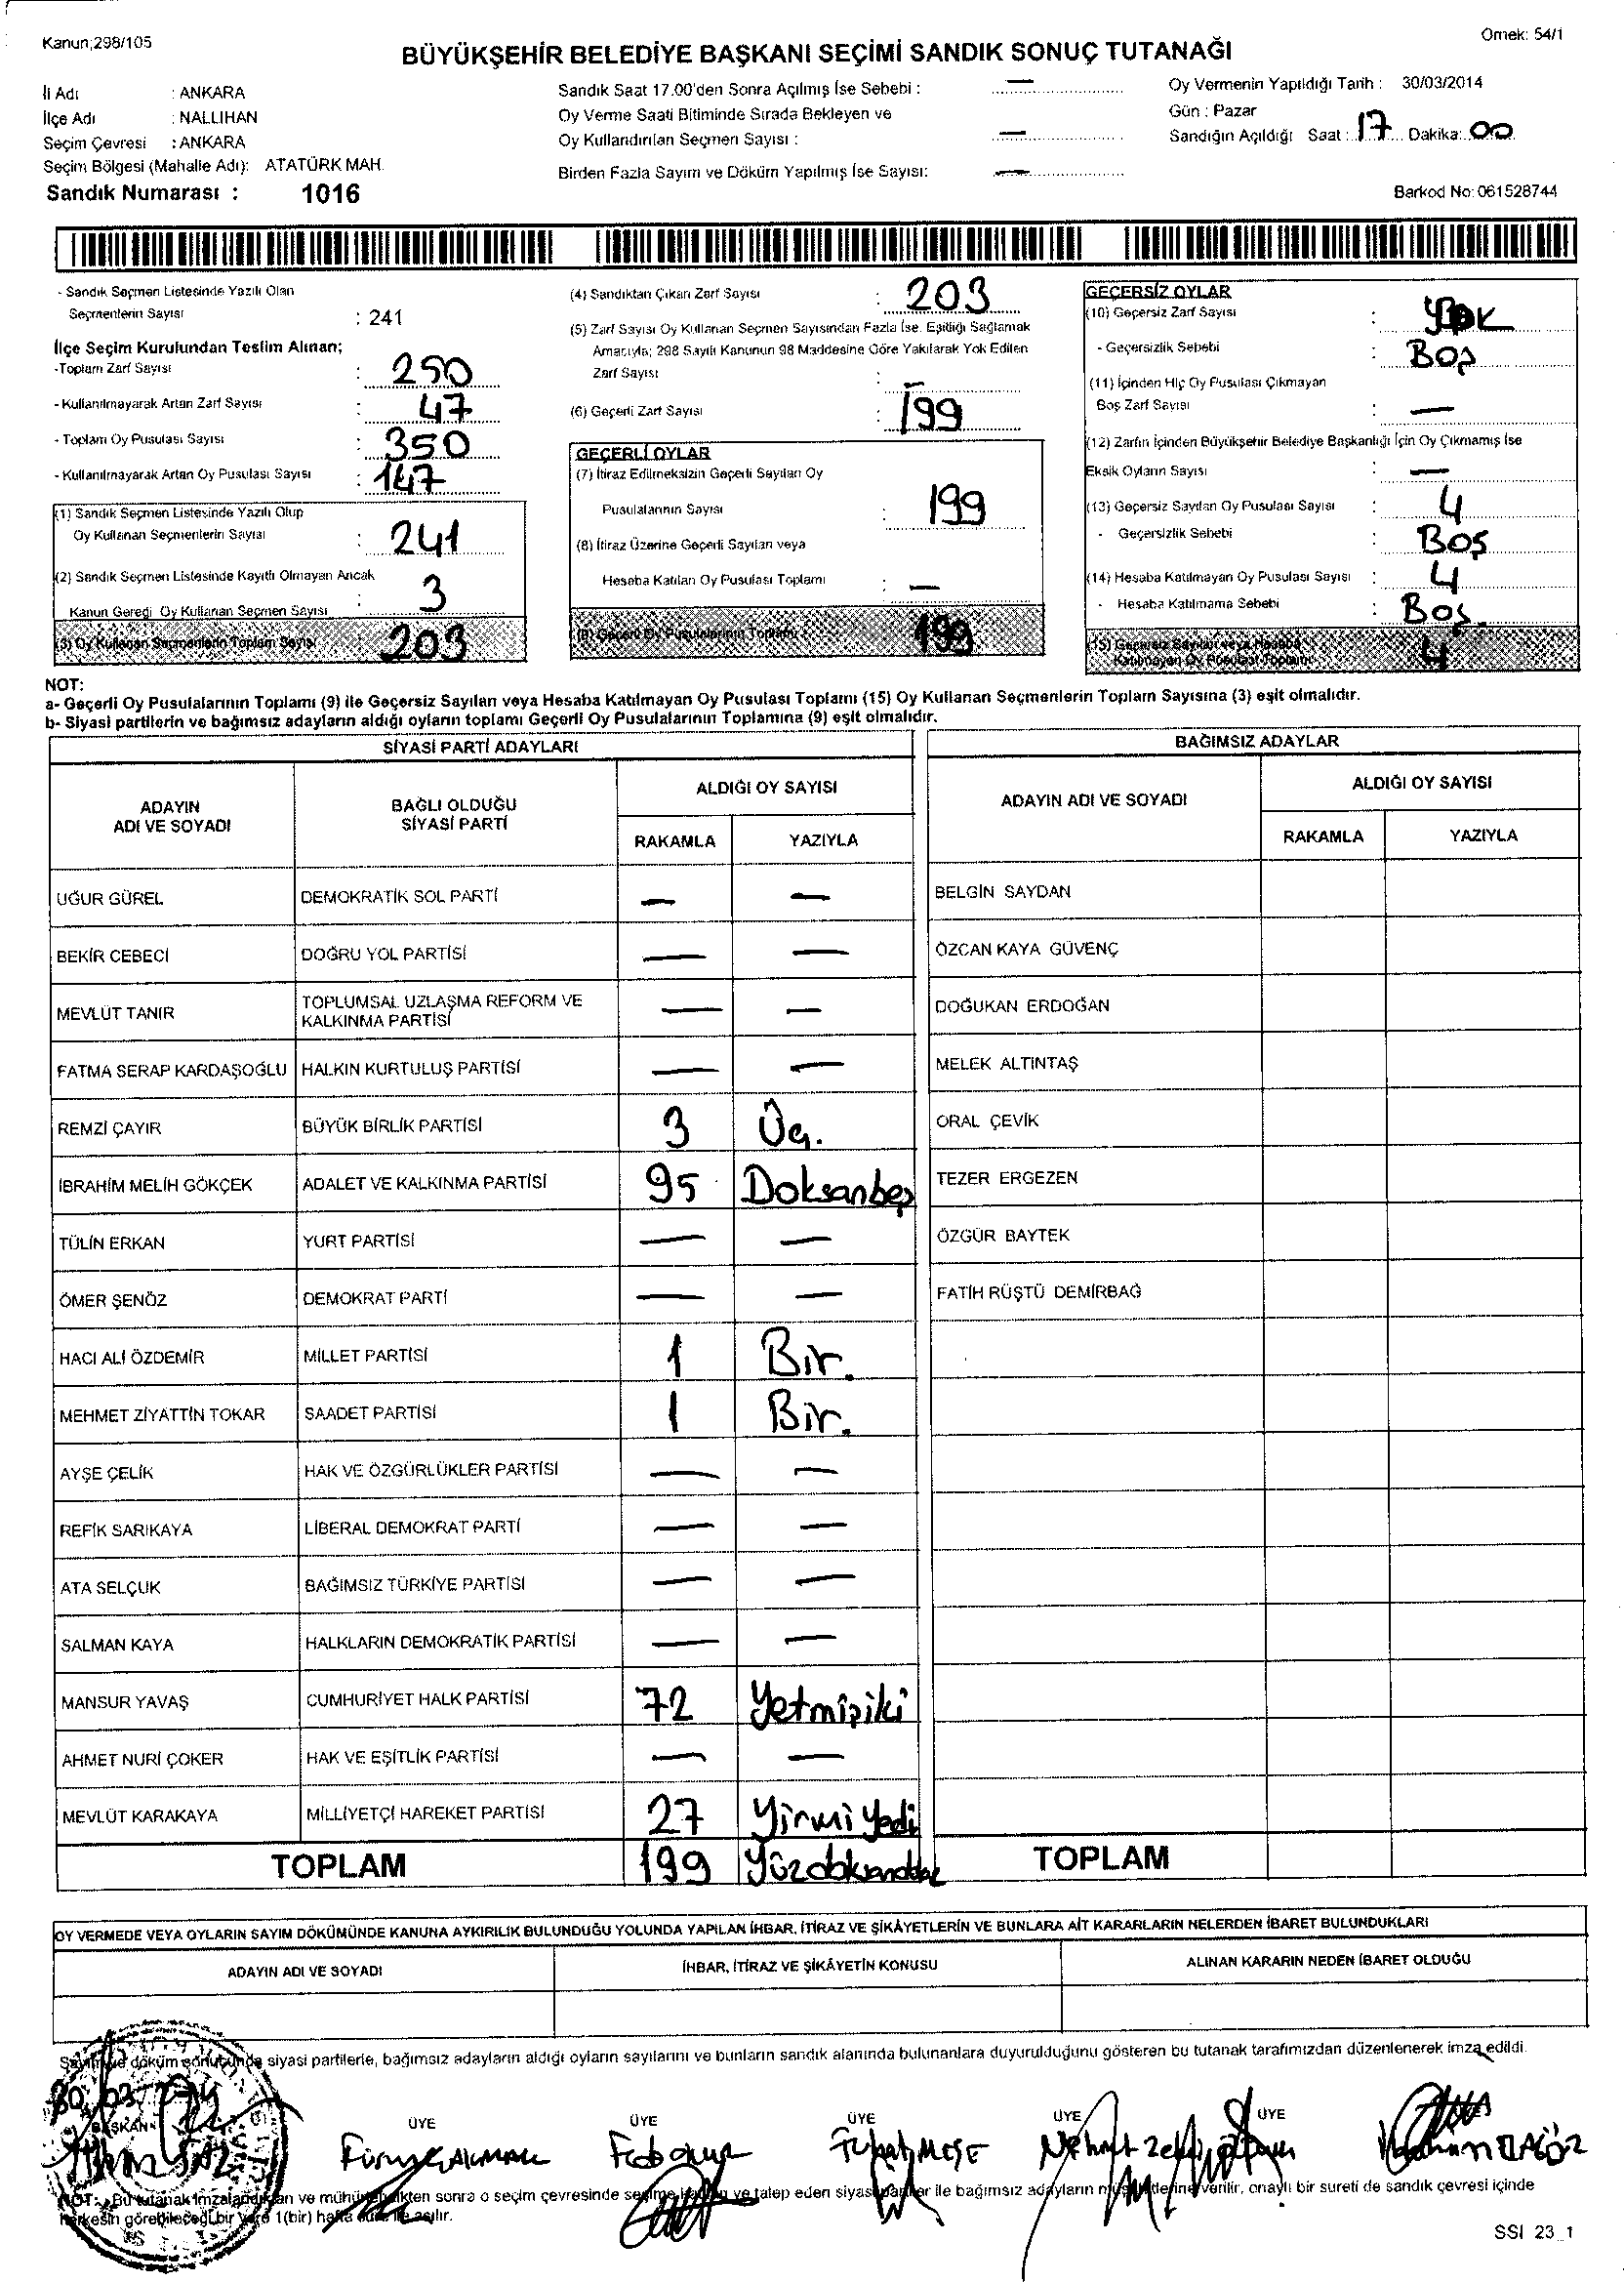 Kanun;298/105
Örnek: 54/1
BÜYÜKŞEHİR BELEDİYE BAŞKANI SEÇİMİ SANDIK SONUÇ TUTANAĞI
İli Adı : ANKARA
İlçe Adı : NALLIHAN
Seçim Çevresi : ANKARA
Seçim Bölgesi (Mahalle Adı): ATATÜRK MAH.
Sandık Numarası : 1016
Sandık Saat 17.00'den Sonra Açılmış İse Sebebi : —
Oy Verme Saati Bitiminde Sırada Bekleyen ve
Oy Kullandırılan Seçmen Sayısı : —
Birden Fazla Sayım ve Döküm Yapılmış İse Sayısı: —
Oy Vermenin Yapıldığı Tarih : 30/03/2014
Gün : Pazar
Sandığın Açıldığı Saat : 17 Dakika: 00
Barkod No: 061528744
- Sandık Seçmen Listesinde Yazılı Olan
Seçmenlerin Sayısı : 241
İlçe Seçim Kurulundan Teslim Alınan;
-Toplam Zarf Sayısı : 250
- Kullanılmayarak Artan Zarf Sayısı : 47
- Toplam Oy Pusulası Sayısı : 350
- Kullanılmayarak Artan Oy Pusulası Sayısı : 147
(1) Sandık Seçmen Listesinde Yazılı Olup
Oy Kullanan Seçmenlerin Sayısı : 241
(2) Sandık Seçmen Listesinde Kayıtlı Olmayan Ancak
Kanun Gereği Oy Kullanan Seçmen Sayısı : 3
(3) Oy Kullanan Seçmenlerin Toplam Sayısı 203
(4) Sandıktan Çıkan Zarf Sayısı : 203
(5) Zarf Sayısı Oy Kullanan Seçmen Sayısından Fazla İse, Eşitliği Sağlamak
Amacıyla; 298 Sayılı Kanunun 98 Maddesine Göre Yakılarak Yok Edilen
Zarf Sayısı : —
(6) Geçerli Zarf Sayısı : 199
GEÇERLİ OYLAR
(7) İtiraz Edilmeksizin Geçerli Sayılan Oy
Pusulalarının Sayısı : 199
(8) İtiraz Üzerine Geçerli Sayılan veya
Hesaba Katılan Oy Pusulası Toplamı : —
(9) Geçerli Oy Pusulalarının Toplamı 199
GEÇERSİZ OYLAR
(10) Geçersiz Zarf Sayısı : Yok
- Geçersizlik Sebebi : Boş
(11) İçinden Hiç Oy Pusulası Çıkmayan
Boş Zarf Sayısı : —
(12) Zarfın İçinden Büyükşehir Belediye Başkanlığı İçin Oy Çıkmamış İse
Eksik Oyların Sayısı : —
(13) Geçersiz Sayılan Oy Pusulası Sayısı : 4
- Geçersizlik Sebebi : Boş
(14) Hesaba Katılmayan Oy Pusulası Sayısı : 4
- Hesaba Katılmama Sebebi : Boş.
(15) Geçersiz Sayılan veya Hesaba
Katılmayan Oy Pusulası Toplamı 4
NOT:
a- Geçerli Oy Pusulalarının Toplamı (9) ile Geçersiz Sayılan veya Hesaba Katılmayan Oy Pusulası Toplamı (15) Oy Kullanan Seçmenlerin Toplam Sayısına (3) eşit olmalıdır.
b- Siyasi partilerin ve bağımsız adayların aldığı oyların toplamı Geçerli Oy Pusulalarının Toplamına (9) eşit olmalıdır.
SİYASİ PARTİ ADAYLARI
ADAYIN ADI VE SOYADI
BAĞLI OLDUĞU SİYASİ PARTİ
ALDIĞI OY SAYISI
RAKAMLA YAZIYLA
UĞUR GÜREL DEMOKRATİK SOL PARTİ — —
BEKİR CEBECİ DOĞRU YOL PARTİSİ — —
MEVLÜT TANIR TOPLUMSAL UZLAŞMA REFORM VE KALKINMA PARTİSİ — —
FATMA SERAP KARDAŞOĞLU HALKIN KURTULUŞ PARTİSİ — —
REMZİ ÇAYIR BÜYÜK BİRLİK PARTİSİ 3 Üç.
İBRAHİM MELİH GÖKÇEK ADALET VE KALKINMA PARTİSİ 95 Doksanbeş
TÜLİN ERKAN YURT PARTİSİ — —
ÖMER ŞENÖZ DEMOKRAT PARTİ — —
HACI ALİ ÖZDEMİR MİLLET PARTİSİ 1 Bir.
MEHMET ZİYATTİN TOKAR SAADET PARTİSİ 1 Bir.
AYŞE ÇELİK HAK VE ÖZGÜRLÜKLER PARTİSİ — —
REFİK SARIKAYA LİBERAL DEMOKRAT PARTİ — —
ATA SELÇUK BAĞIMSIZ TÜRKİYE PARTİSİ — —
SALMAN KAYA HALKLARIN DEMOKRATİK PARTİSİ — —
MANSUR YAVAŞ CUMHURİYET HALK PARTİSİ 72 Yetmişiki
AHMET NURİ ÇOKER HAK VE EŞİTLİK PARTİSİ — —
MEVLÜT KARAKAYA MİLLİYETÇİ HAREKET PARTİSİ 27 Yirmi yedi
TOPLAM 199
BAĞIMSIZ ADAYLAR
ADAYIN ADI VE SOYADI
ALDIĞI OY SAYISI
RAKAMLA YAZIYLA
BELGİN SAYDAN
ÖZCAN KAYA GÜVENÇ
DOĞUKAN ERDOĞAN
MELEK ALTINTAŞ
ORAL ÇEVİK
TEZER ERGEZEN
ÖZGÜR BAYTEK
FATİH RÜŞTÜ DEMİRBAĞ
TOPLAM
OY VERMEDE VEYA OYLARIN SAYIM DÖKÜMÜNDE KANUNA AYKIRILIK BULUNDUĞU YOLUNDA YAPILAN İHBAR, İTİRAZ VE ŞİKÂYETLERİN VE BUNLARA AİT KARARLARIN NELERDEN İBARET BULUNDUKLARI
ADAYIN ADI VE SOYADI İHBAR, İTİRAZ VE ŞİKÂYETİN KONUSU ALINAN KARARIN NEDEN İBARET OLDUĞU
Sayım ve döküm sonucunda siyasi partilerle, bağımsız adayların aldığı oyların sayılarını ve bunların sandık alanında bulunanlara duyurulduğunu gösteren bu tutanak tarafımızdan düzenlenerek imza edildi.
BAŞKAN ÜYE ÜYE ÜYE ÜYE ÜYE
NOT: Bu tutanak imzalandıktan ve mühürlendikten sonra o seçim çevresinde seçime katılan ve talep eden siyasi partiler ile bağımsız adayların müşahitlerine verilir, onaylı bir sureti de sandık çevresi içinde
herkesin görebileceği bir yere 1(bir) hafta süre ile asılır.
SSİ 23_1